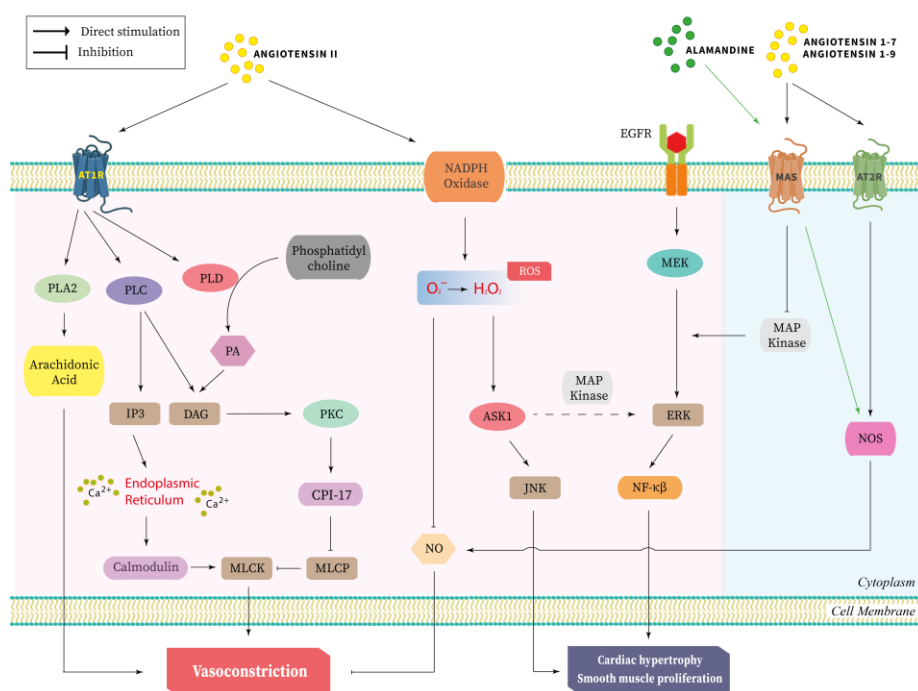 Direct stimulation
Inhibition
ANGIOTENSIN II
ALAMANDINE
ANGIOTENSIN 1-7
ANGIOTENSIN 1-9
EGFR
AT1R
NADPH
Oxidase
MAS
AT2R
Phosphatidyl
choline
PLA2
PLC
PLD
MEK
ROS
O₂•− → H₂O₂
MAP
Kinase
PA
Arachidonic
Acid
MAP
Kinase
IP3
DAG
PKC
ASK1
ERK
NOS
Ca²⁺
Endoplasmic
Reticulum
Ca²⁺
CPI-17
JNK
NF-κβ
NO
Calmodulin
MLCK
MLCP
Cytoplasm
Cell Membrane
Vasoconstriction
Cardiac hypertrophy
Smooth muscle proliferation